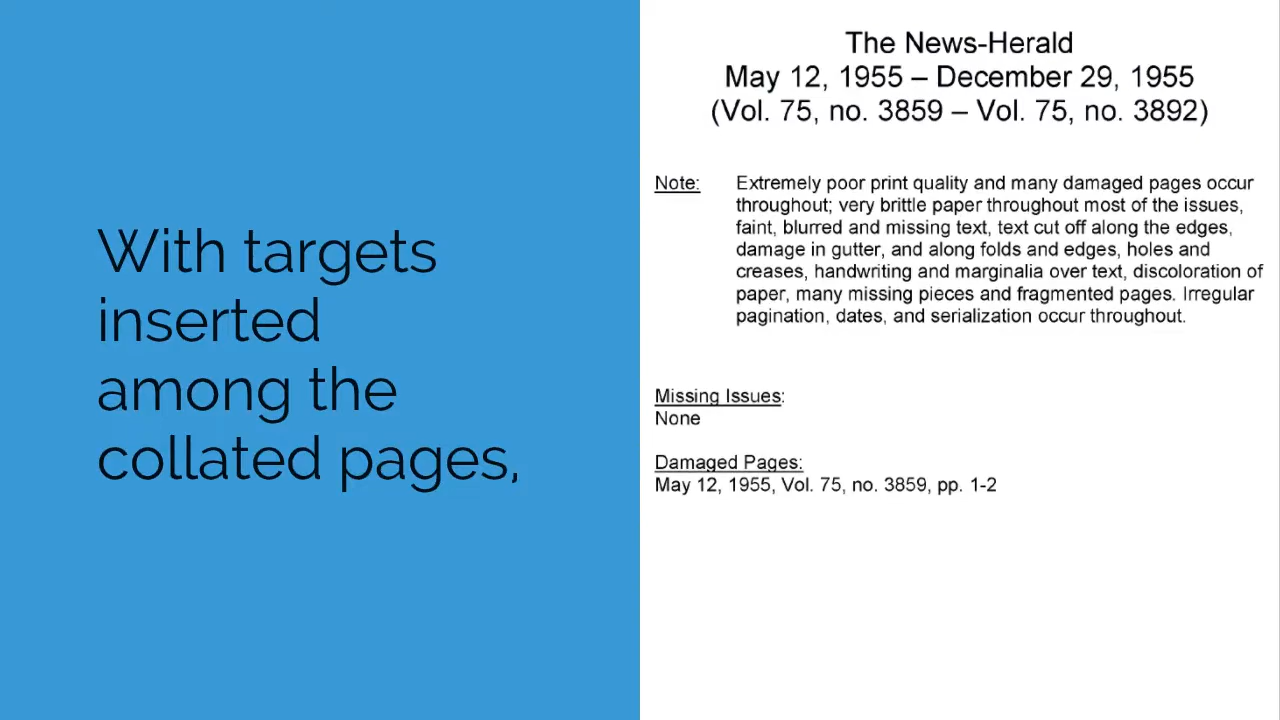 With targets
inserted
among the
collated pages,
The News-Herald
May 12, 1955 – December 29, 1955
(Vol. 75, no. 3859 – Vol. 75, no. 3892)
Note: Extremely poor print quality and many damaged pages occur
throughout; very brittle paper throughout most of the issues,
faint, blurred and missing text, text cut off along the edges,
damage in gutter, and along folds and edges, holes and
creases, handwriting and marginalia over text, discoloration of
paper, many missing pieces and fragmented pages. Irregular
pagination, dates, and serialization occur throughout.
Missing Issues:
None
Damaged Pages:
May 12, 1955, Vol. 75, no. 3859, pp. 1-2